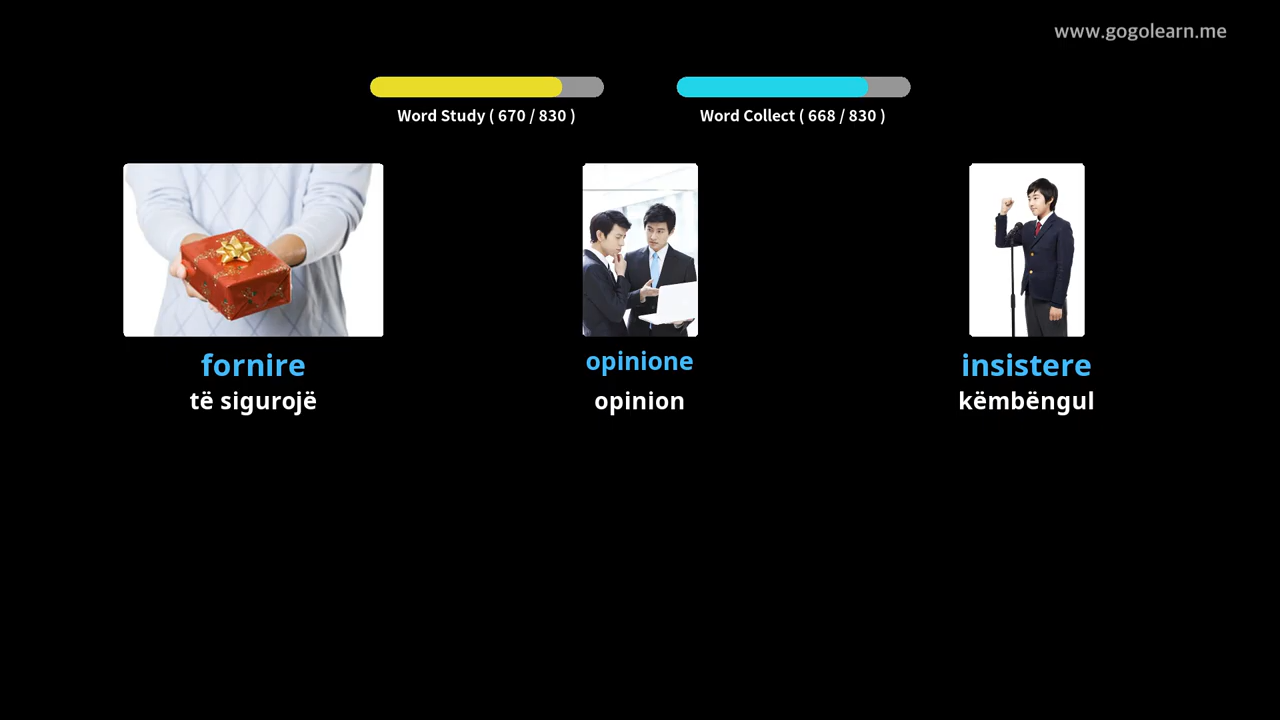 www.gogolearn.me
Word Study ( 670 / 830 )
Word Collect ( 668 / 830 )
fornire
të sigurojë
opinione
opinion
insistere
këmbëngul